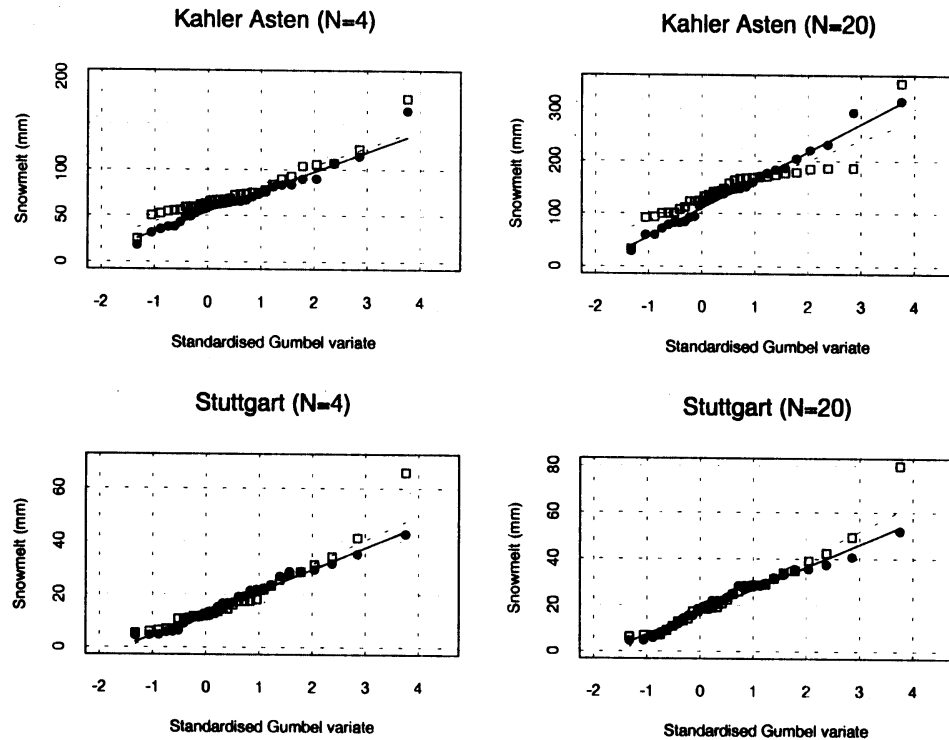 Kahler Asten (N=4)
Snowmelt (mm)
200
100
50
0
-2 -1 0 1 2 3 4
Standardised Gumbel variate
Kahler Asten (N=20)
Snowmelt (mm)
300
200
100
0
-2 -1 0 1 2 3 4
Standardised Gumbel variate
Stuttgart (N=4)
Snowmelt (mm)
60
40
20
0
-2 -1 0 1 2 3 4
Standardised Gumbel variate
Stuttgart (N=20)
Snowmelt (mm)
80
60
40
20
0
-2 -1 0 1 2 3 4
Standardised Gumbel variate